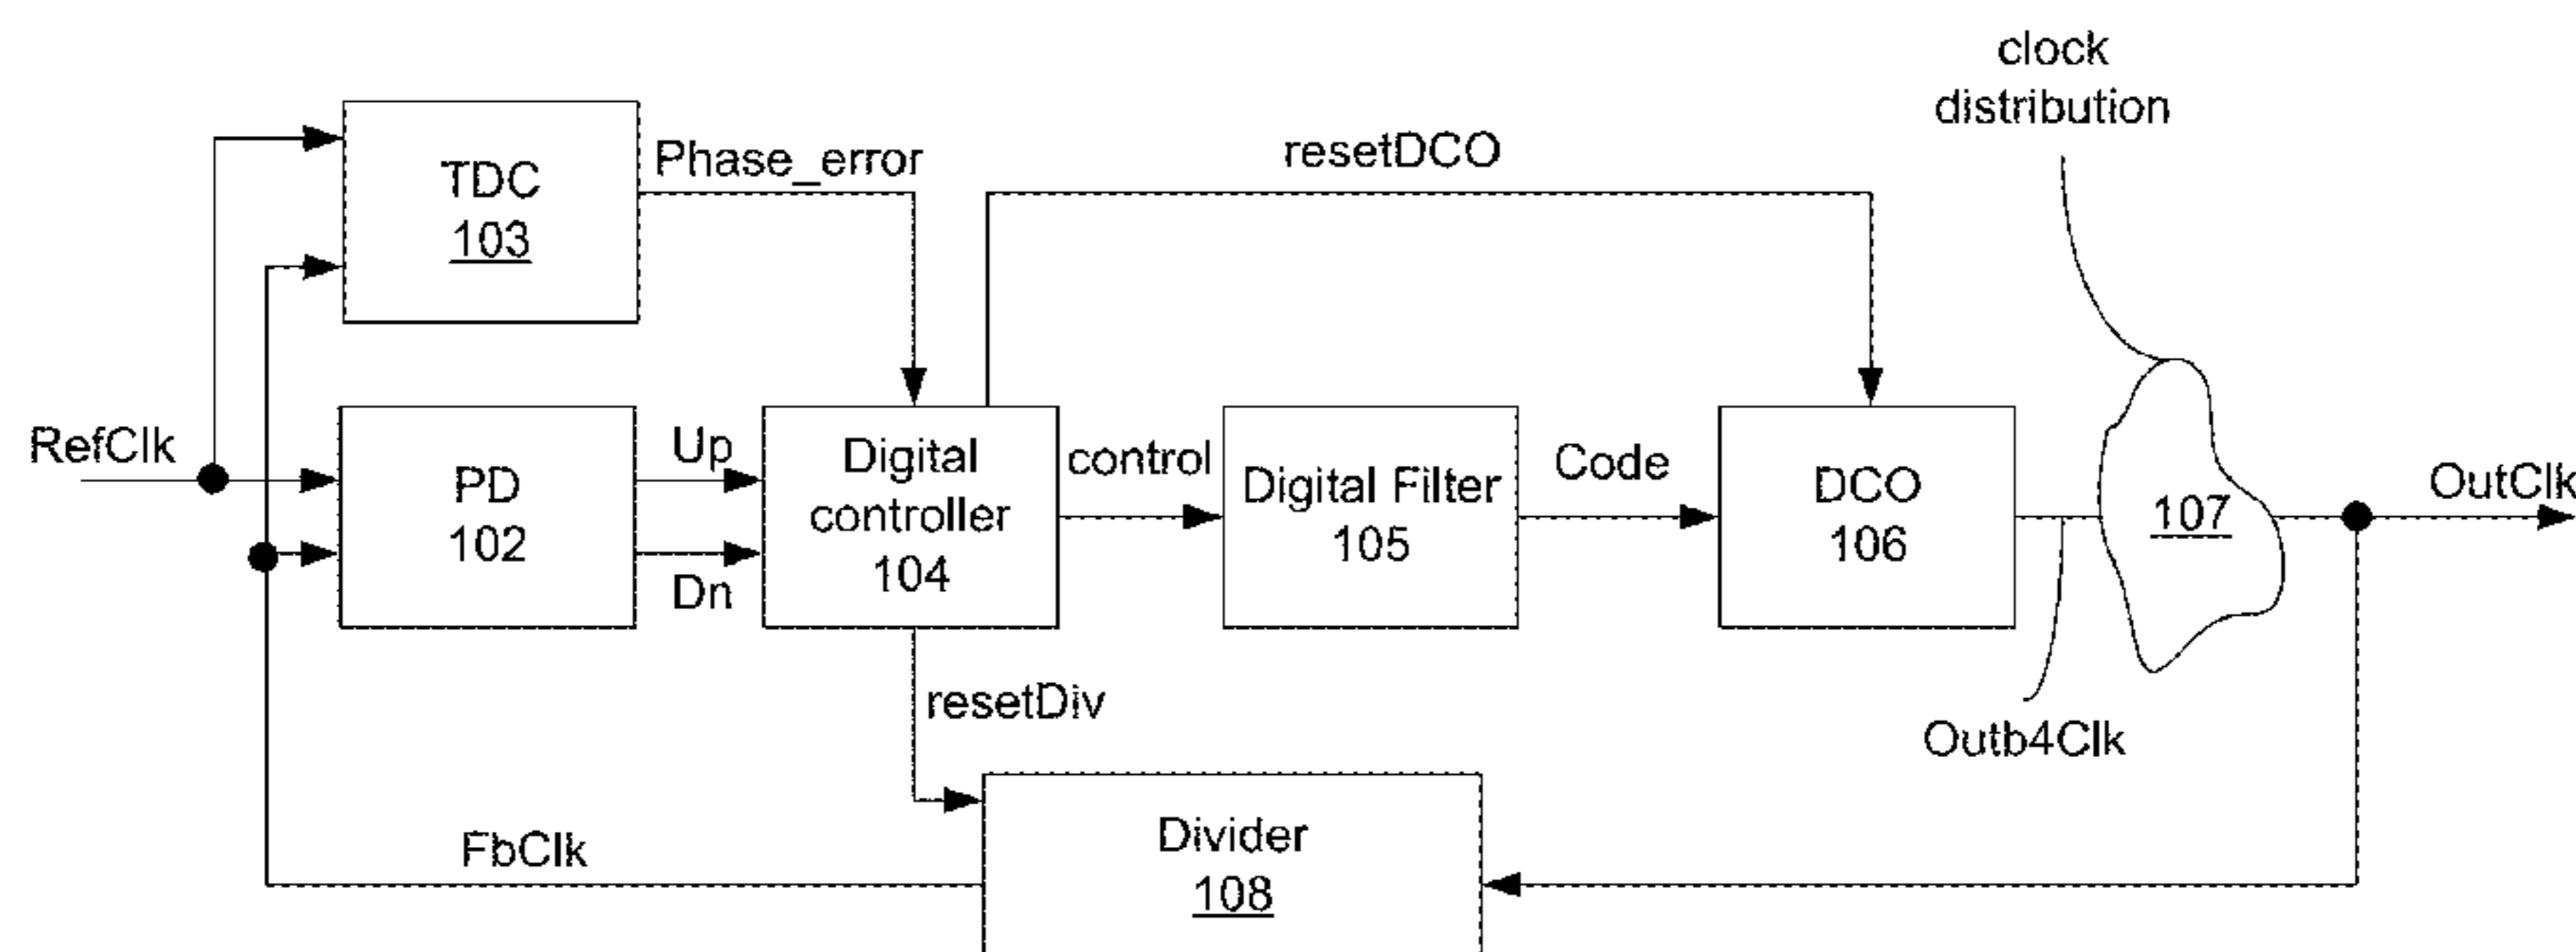 clock
distribution
TDC
103
Phase_error
resetDCO
RefClk
PD
102
Up
Dn
Digital
controller
104
control
Digital Filter
105
Code
DCO
106
107
OutClk
resetDiv
Outb4Clk
FbClk
Divider
108